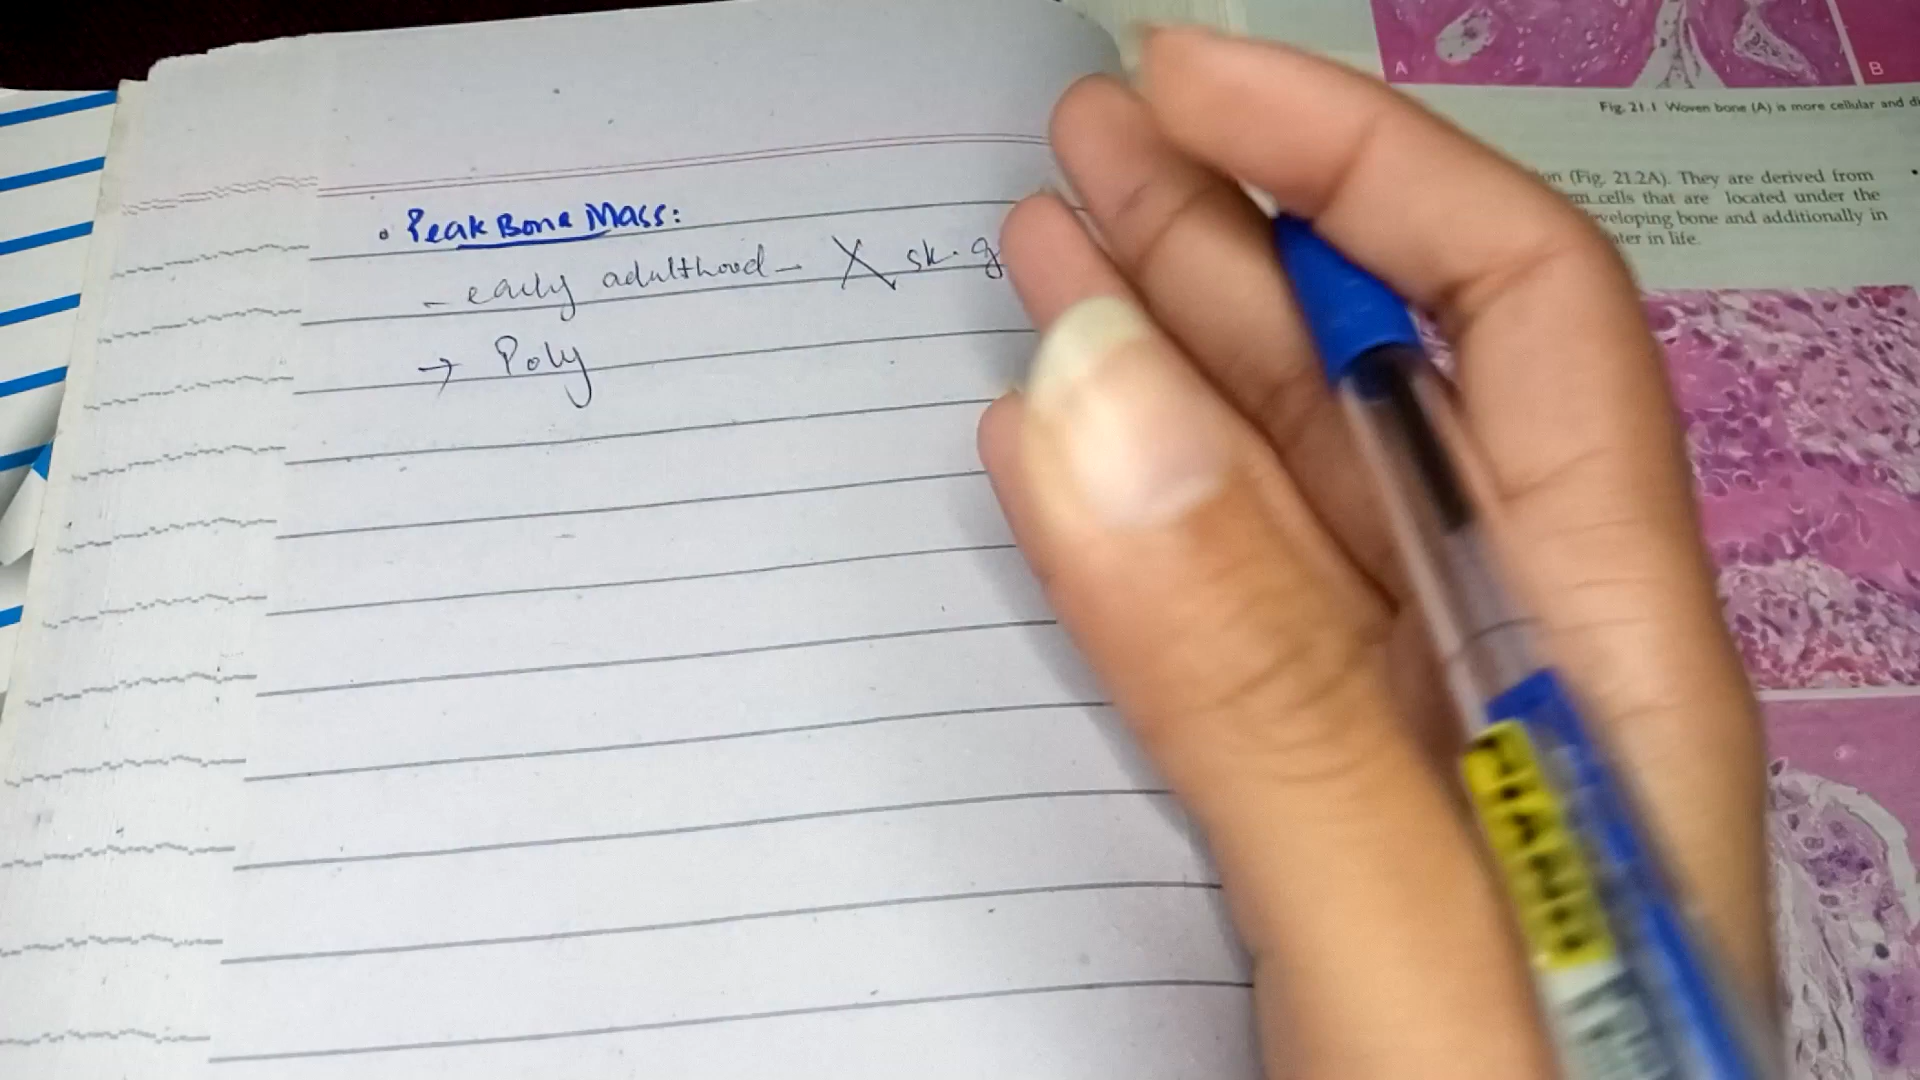 • Peak Bone Mass:
- early adulthood - X sk. g
→ Poly
A
B
Fig. 21.1 Woven bone (A) is more cellular and di
on (Fig. 21.2A). They are derived from
m cells that are located under the
eveloping bone and additionally in
ater in life.
PIANO